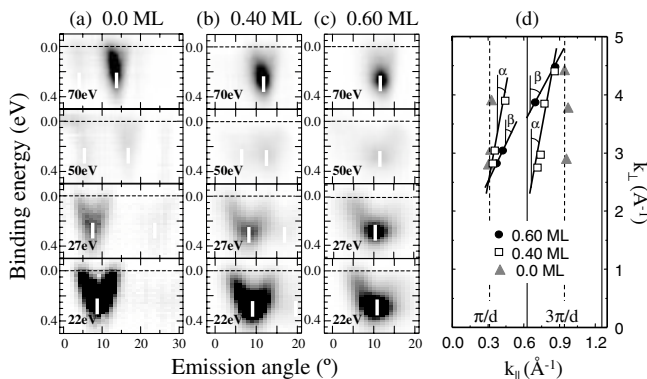 (a) 0.0 ML (b) 0.40 ML (c) 0.60 ML (d)
Binding energy (eV)
0.0
0.4
70eV
70eV
70eV
0.0
0.4
50eV
50eV
50eV
0.0
0.4
27eV
27eV
27eV
0.0
0.4
22eV
22eV
22eV
0 10 20 30 0 10 20 0 10 20
Emission angle (º)
α
β
β
α
0.60 ML
0.40 ML
0.0 ML
π/d 3π/d
5
4
3
2
1
0
k⊥(A⁻¹)
0.0 0.3 0.6 0.9 1.2
k|| (Å⁻¹)